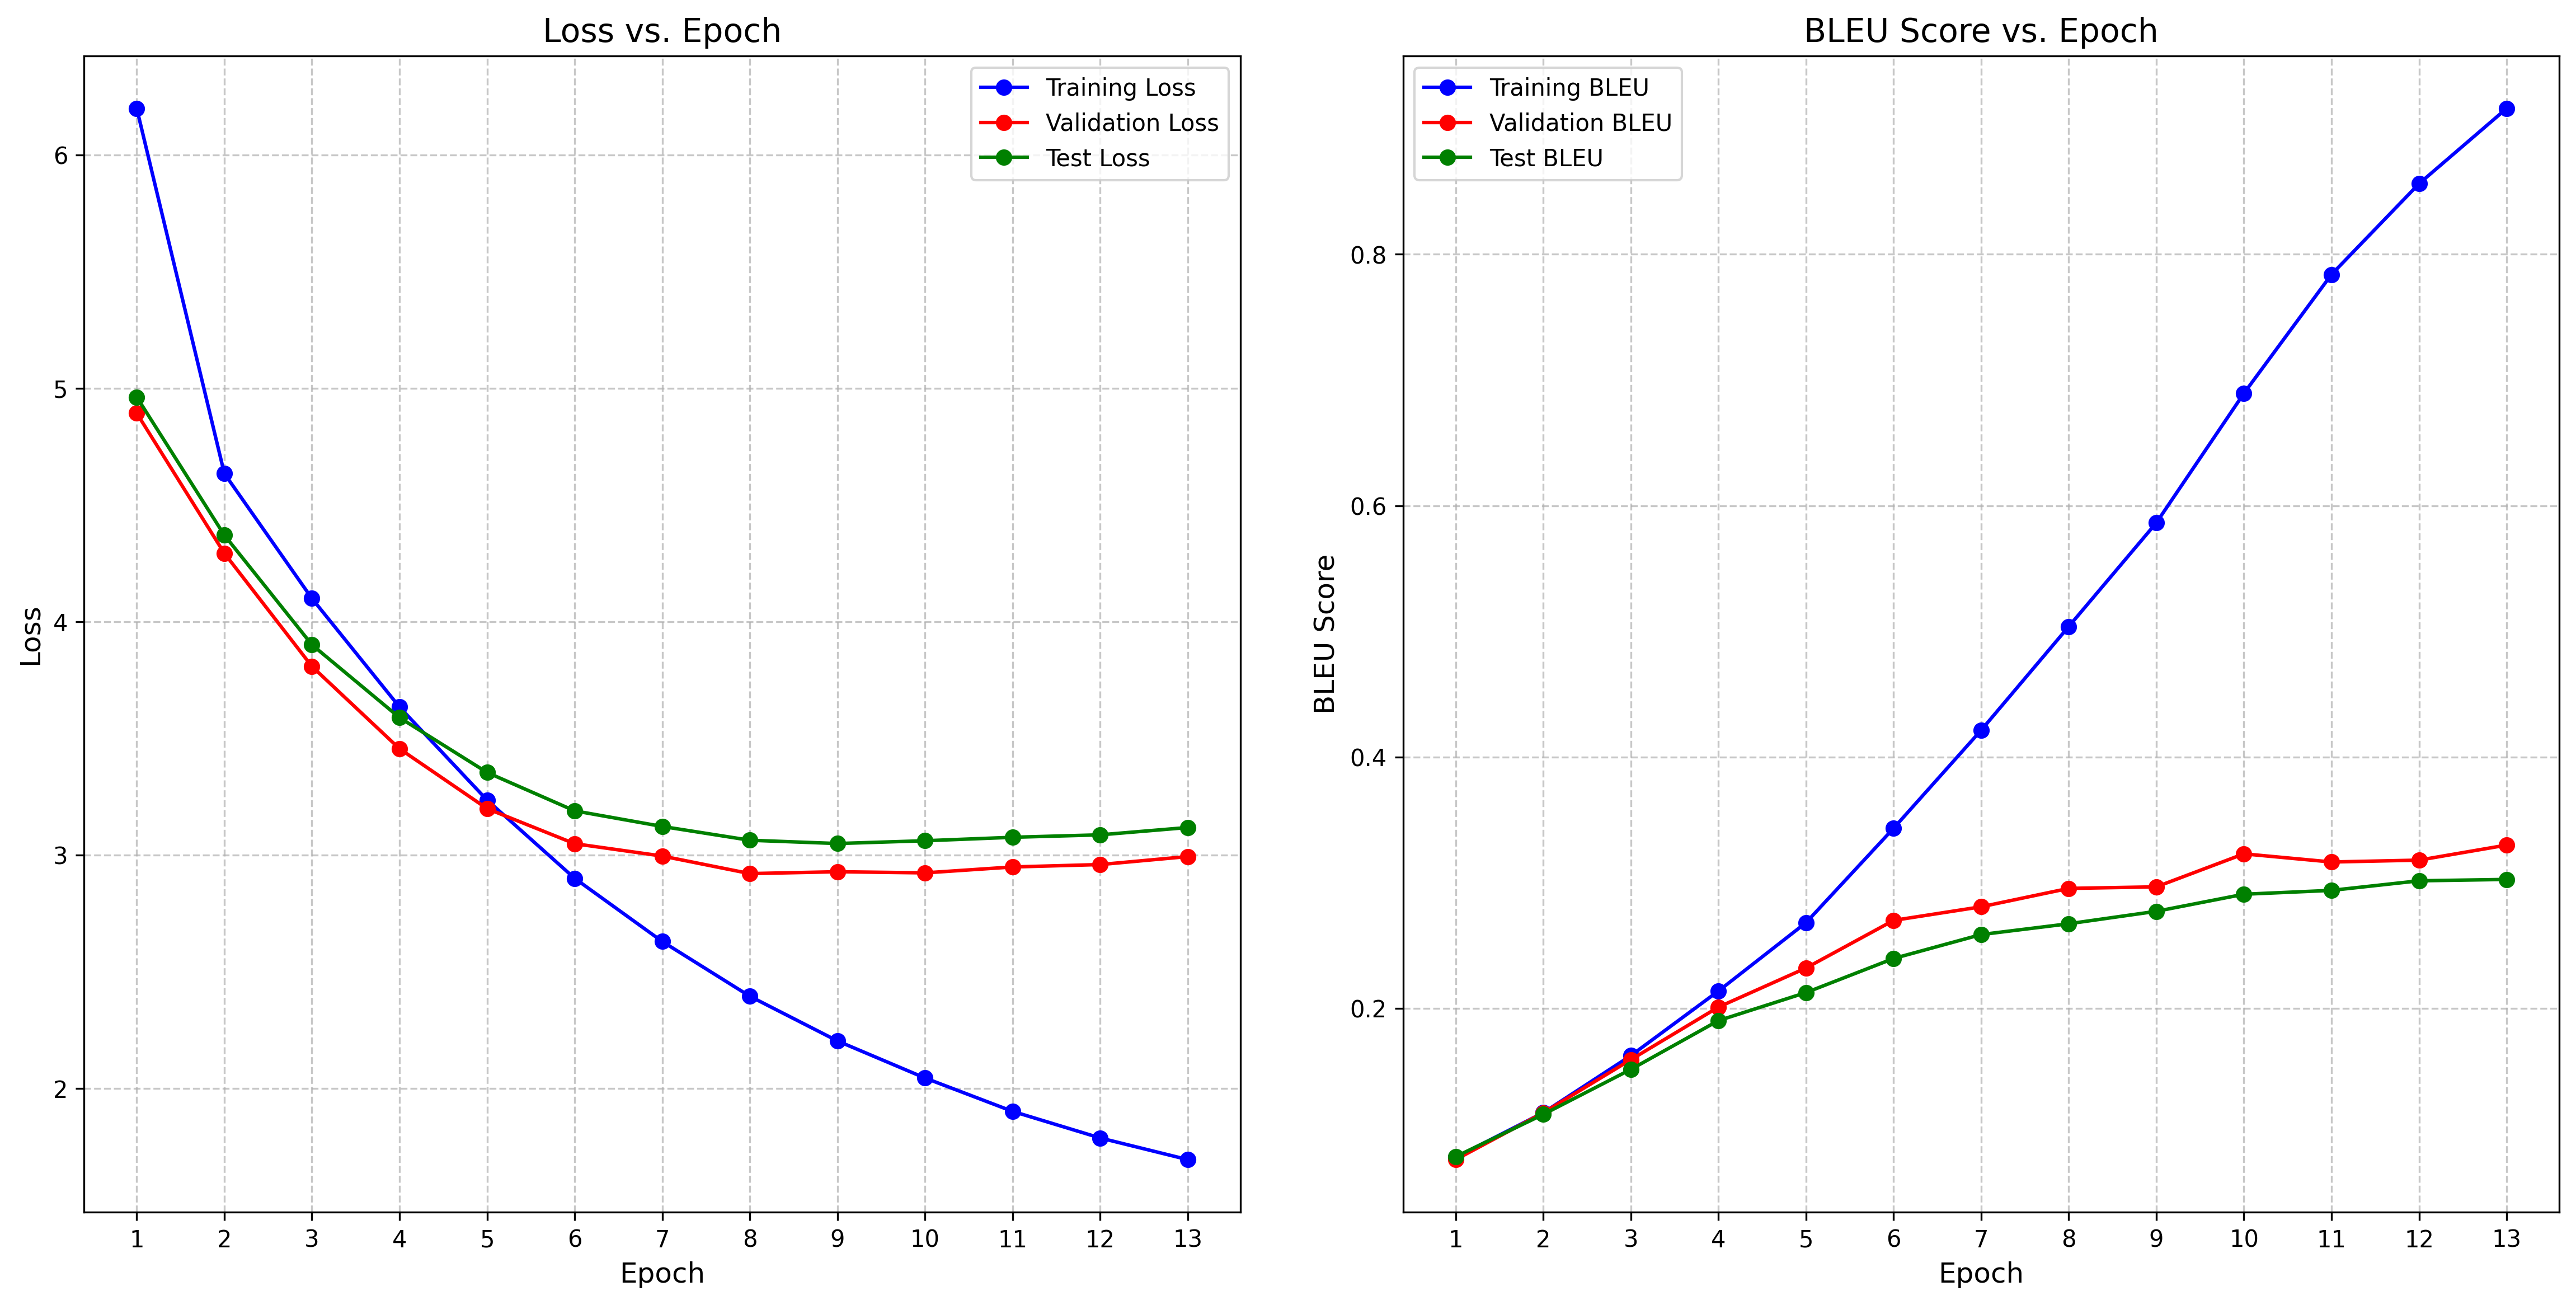 Loss vs. Epoch
Training Loss
Validation Loss
Test Loss
6
5
4
3
2
Loss
1 2 3 4 5 6 7 8 9 10 11 12 13
Epoch
BLEU Score vs. Epoch
Training BLEU
Validation BLEU
Test BLEU
0.8
0.6
0.4
0.2
BLEU Score
1 2 3 4 5 6 7 8 9 10 11 12 13
Epoch